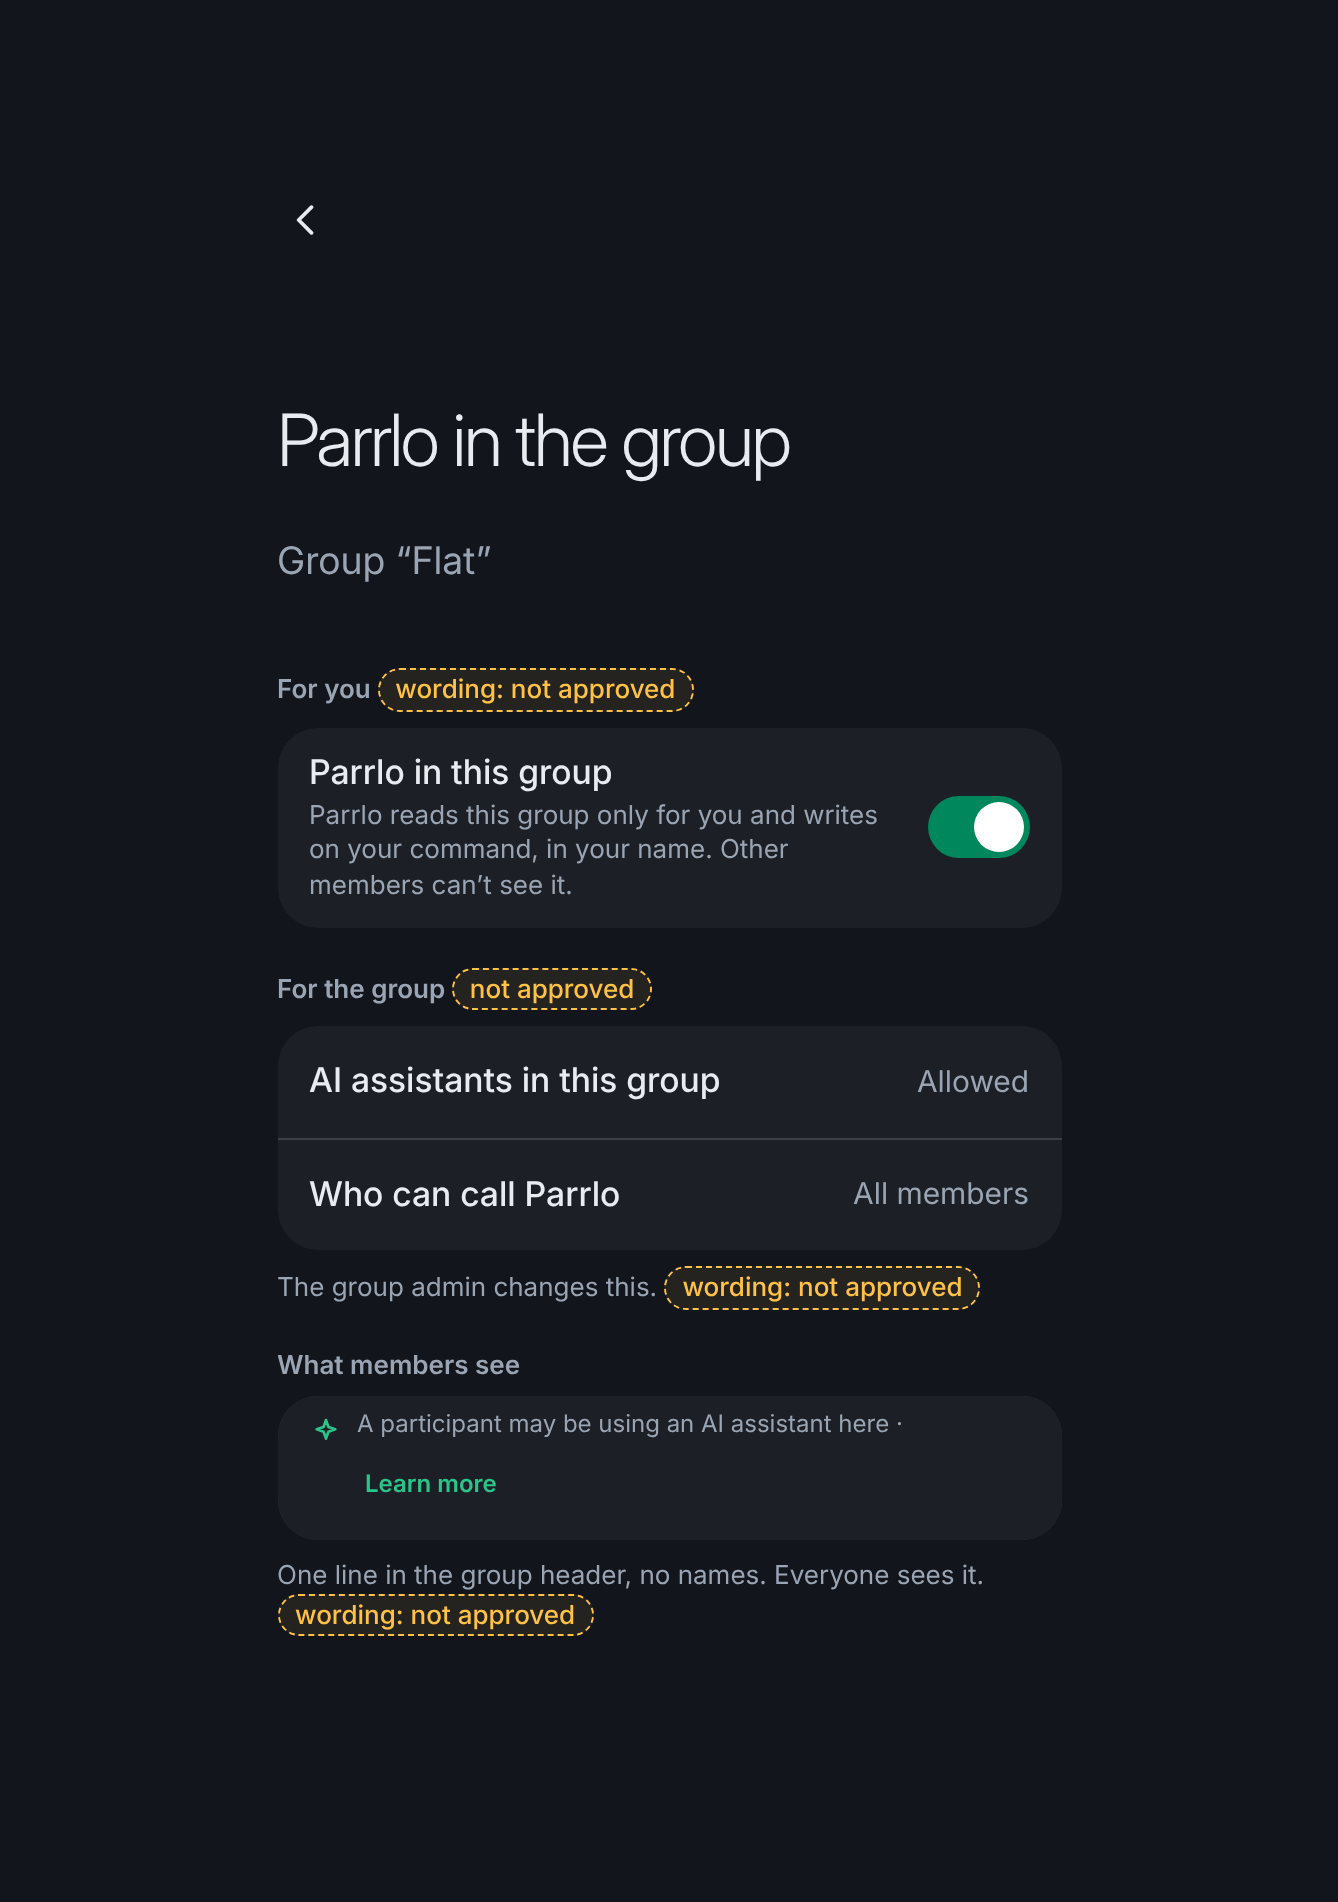 Parrlo in the group
Group “Flat”
For you wording: not approved
Parrlo in this group
Parrlo reads this group only for you and writes
on your command, in your name. Other
members can’t see it.
For the group not approved
AI assistants in this group Allowed
Who can call Parrlo All members
The group admin changes this. wording: not approved
What members see
A participant may be using an AI assistant here ·
Learn more
One line in the group header, no names. Everyone sees it.
wording: not approved